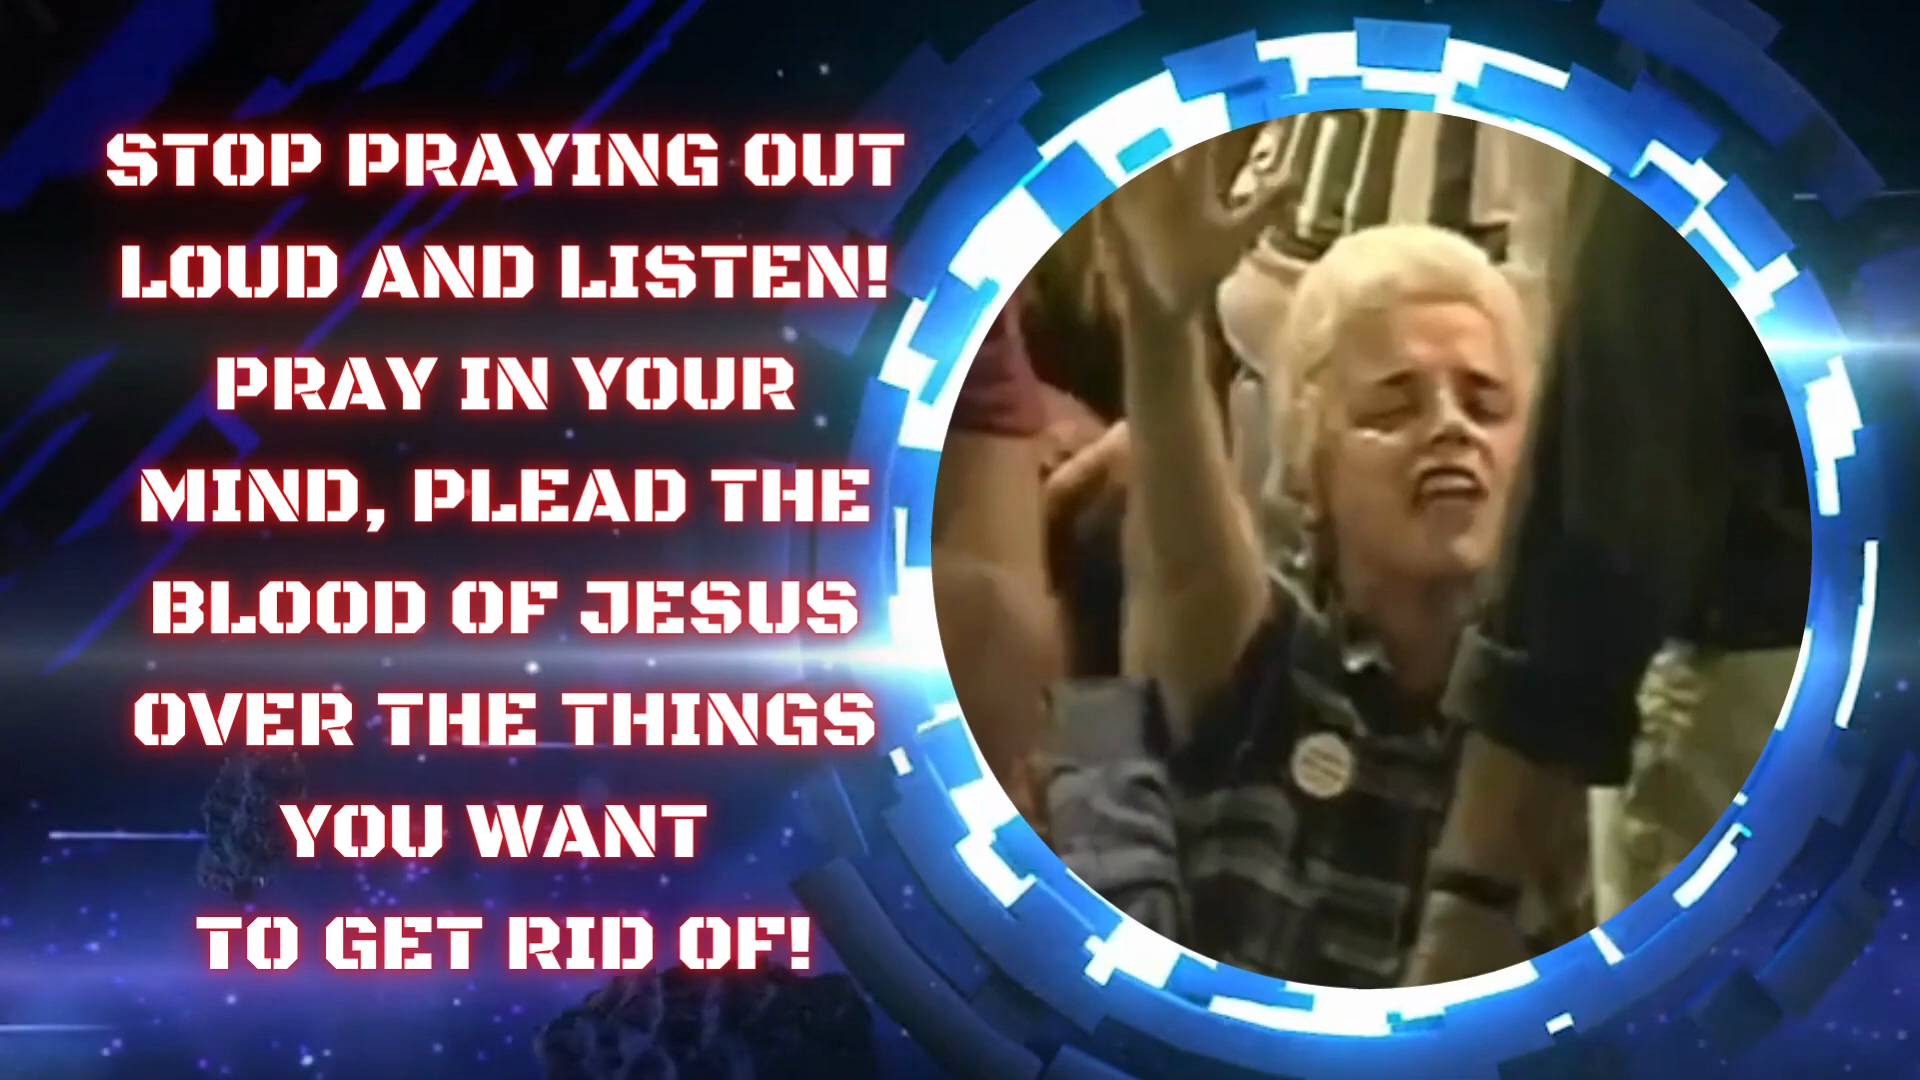 STOP PRAYING OUT
LOUD AND LISTEN!
PRAY IN YOUR
MIND, PLEAD THE
BLOOD OF JESUS
OVER THE THINGS
YOU WANT
TO GET RID OF!